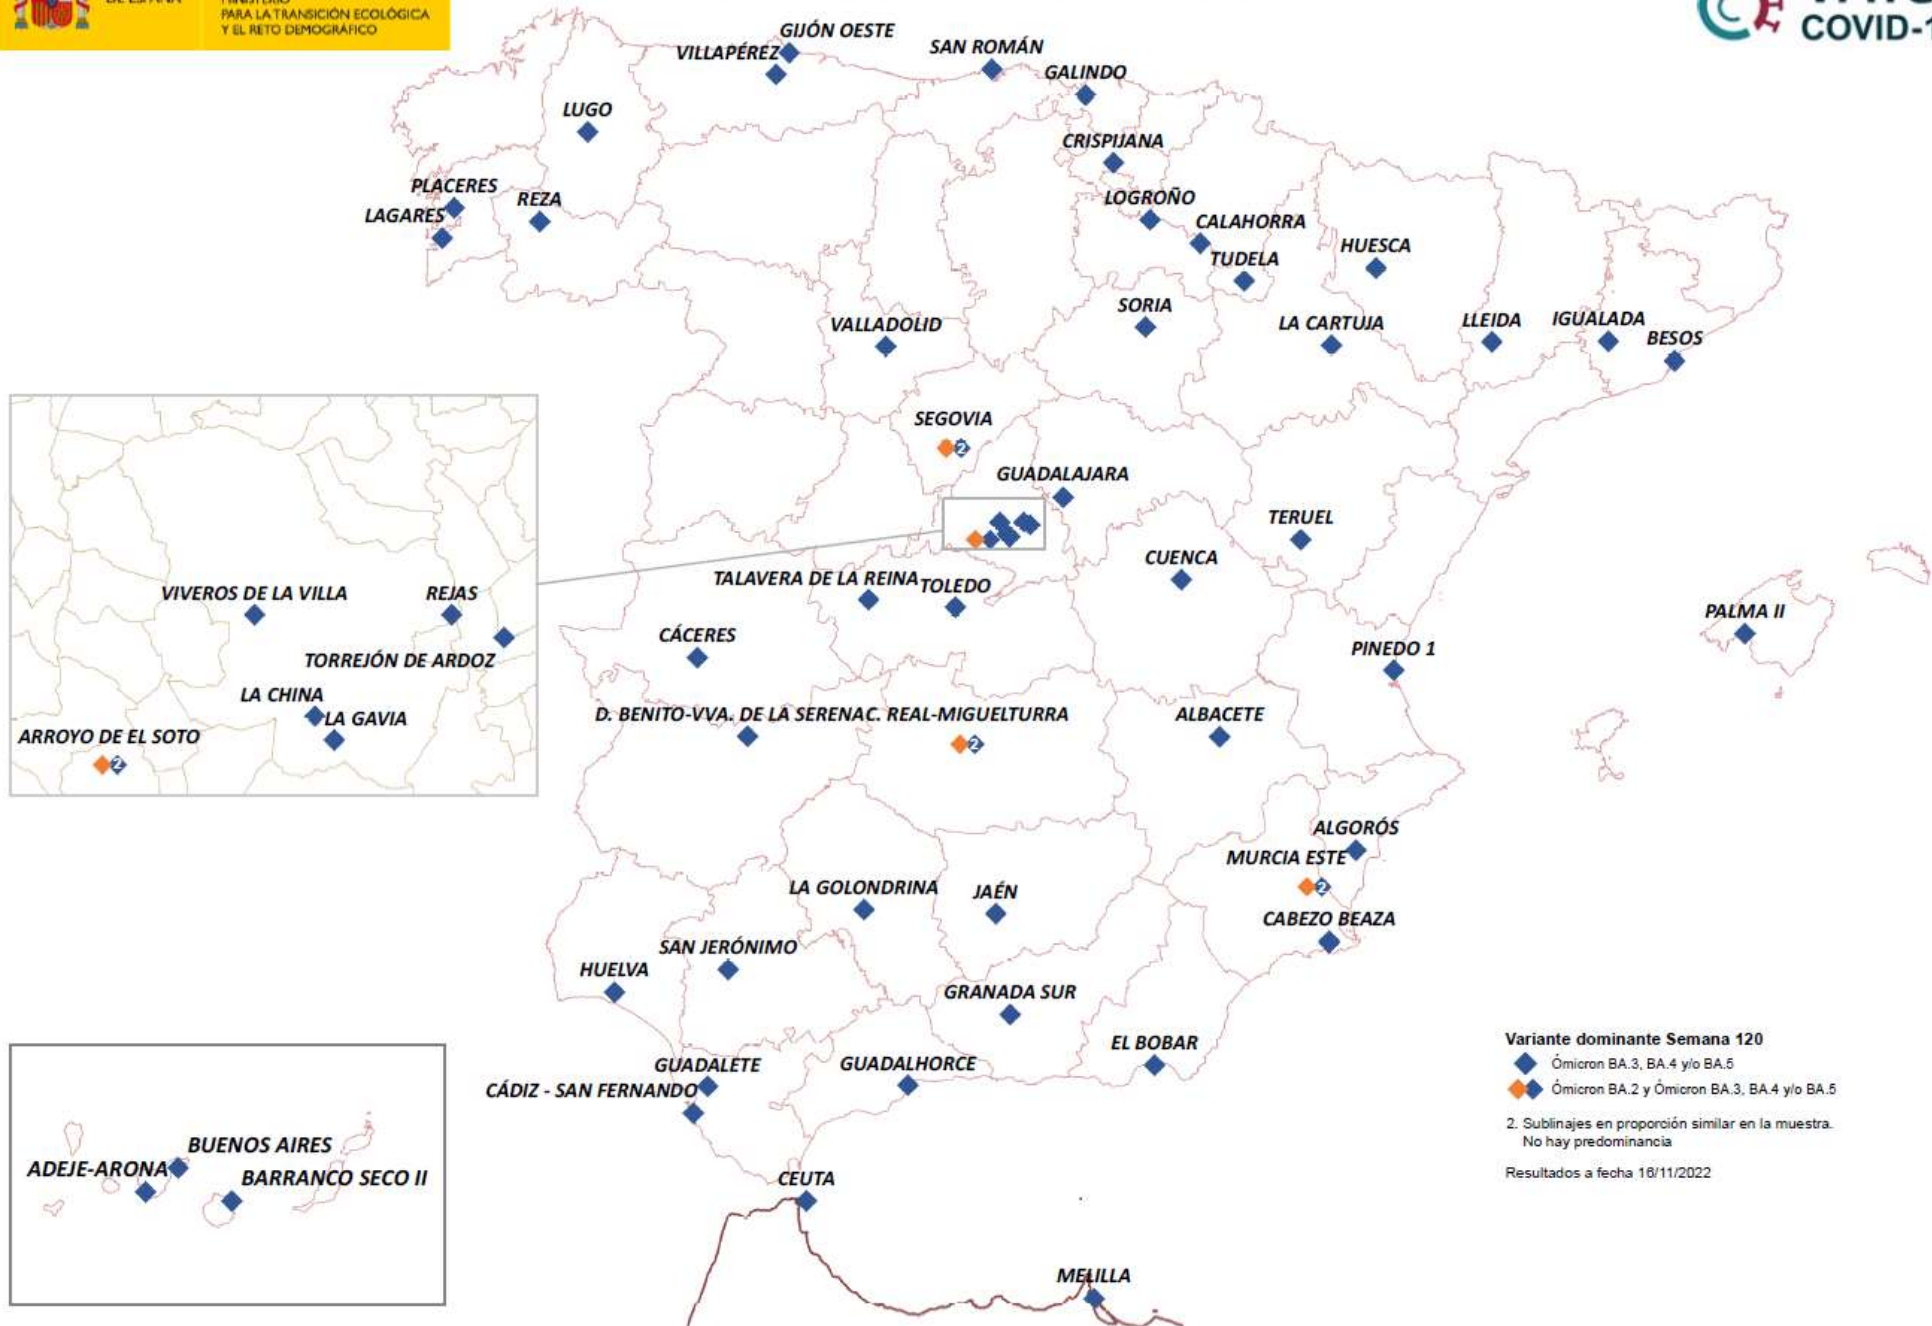 PARA LA TRANSICIÓN ECOLÓGICA
Y EL RETO DEMOGRÁFICO
COVID-1
GIJÓN OESTE
VILLAPÉREZ
SAN ROMÁN
GALINDO
LUGO
CRISPIJANA
PLACERES
REZA
LOGROÑO
LAGARES
CALAHORRA
HUESCA
TUDELA
SORIA
VALLADOLID
LA CARTUJA
LLEIDA
IGUALADA
BESOS
SEGOVIA
2
GUADALAJARA
TERUEL
CUENCA
TALAVERA DE LA REINA
TOLEDO
VIVEROS DE LA VILLA
REJAS
TORREJÓN DE ARDOZ
LA CHINA
LA GAVIA
ARROYO DE EL SOTO
2
PALMA II
CÁCERES
PINEDO 1
D. BENITO-VVA. DE LA SERENA
C. REAL-MIGUELTURRA
2
ALBACETE
ALGORÓS
MURCIA ESTE
2
LA GOLONDRINA
JAÉN
CABEZO BEAZA
SAN JERÓNIMO
HUELVA
GRANADA SUR
EL BOBAR
GUADALETE
GUADALHORCE
CÁDIZ - SAN FERNANDO
BUENOS AIRES
ADEJE-ARONA
BARRANCO SECO II
CEUTA
MELILLA
Variante dominante Semana 120
Ómicron BA.3, BA.4 y/o BA.5
Ómicron BA.2 y Ómicron BA.3, BA.4 y/o BA.5
2. Sublinajes en proporción similar en la muestra.
No hay predominancia
Resultados a fecha 16/11/2022